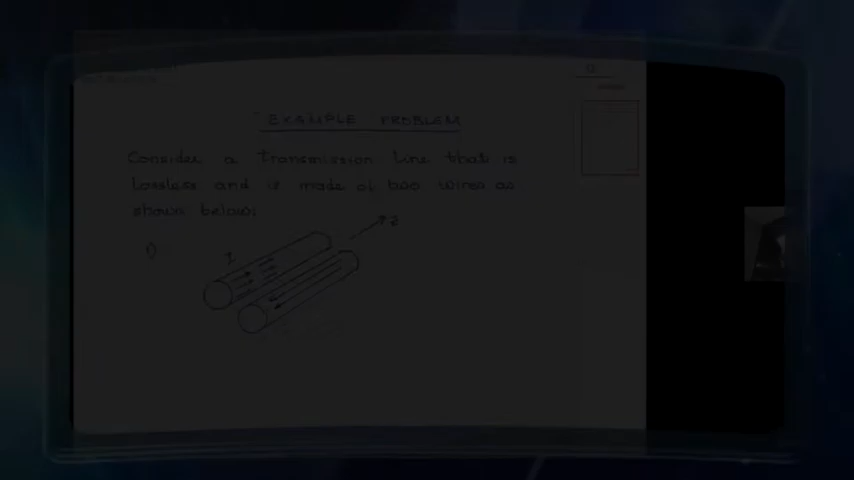 EXAMPLE PROBLEM
Consider a transmission line that is
lossless and is made of two wires as
shown below:
I